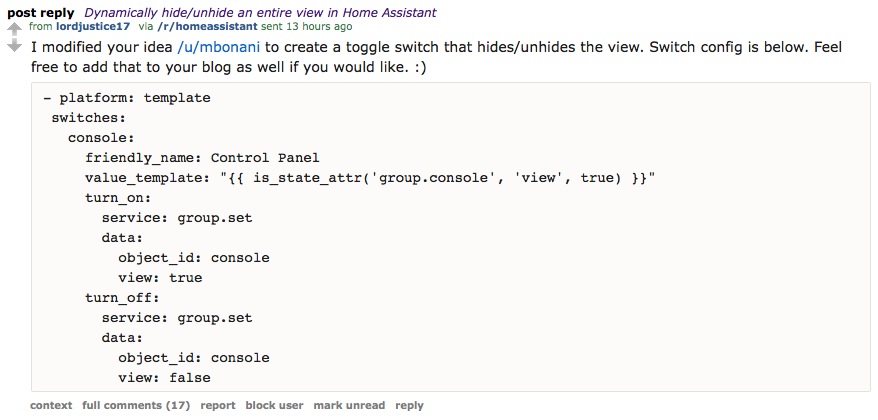 post reply Dynamically hide/unhide an entire view in Home Assistant
from lordjustice17 via /r/homeassistant sent 13 hours ago
I modified your idea /u/mbonani to create a toggle switch that hides/unhides the view. Switch config is below. Feel
free to add that to your blog as well if you would like. :)
- platform: template
 switches:
   console:
     friendly_name: Control Panel
     value_template: "{{ is_state_attr('group.console', 'view', true) }}"
     turn_on:
       service: group.set
       data:
         object_id: console
         view: true
     turn_off:
       service: group.set
       data:
         object_id: console
         view: false
context full comments (17) report block user mark unread reply